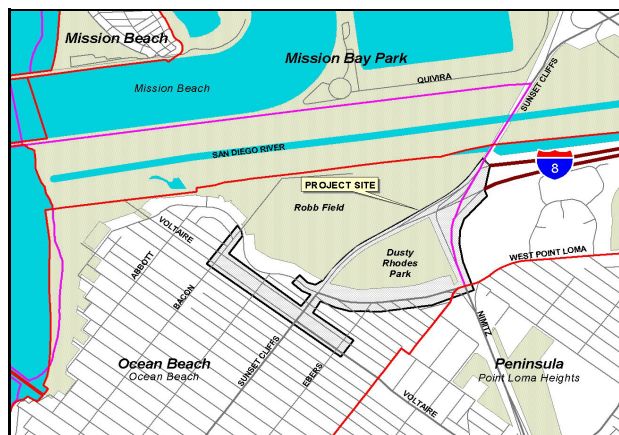 Mission Beach
Mission Bay Park
Mission Beach
QUIVIRA
SUNSET CLIFFS
SAN DIEGO RIVER
8
PROJECT SITE
Robb Field
VOLTAIRE
Dusty
Rhodes
Park
WEST POINT LOMA
ABBOTT
BACON
NIMITZ
Ocean Beach
Ocean Beach
SUNSET CLIFFS
EBERS
Peninsula
Point Loma Heights
VOLTAIRE